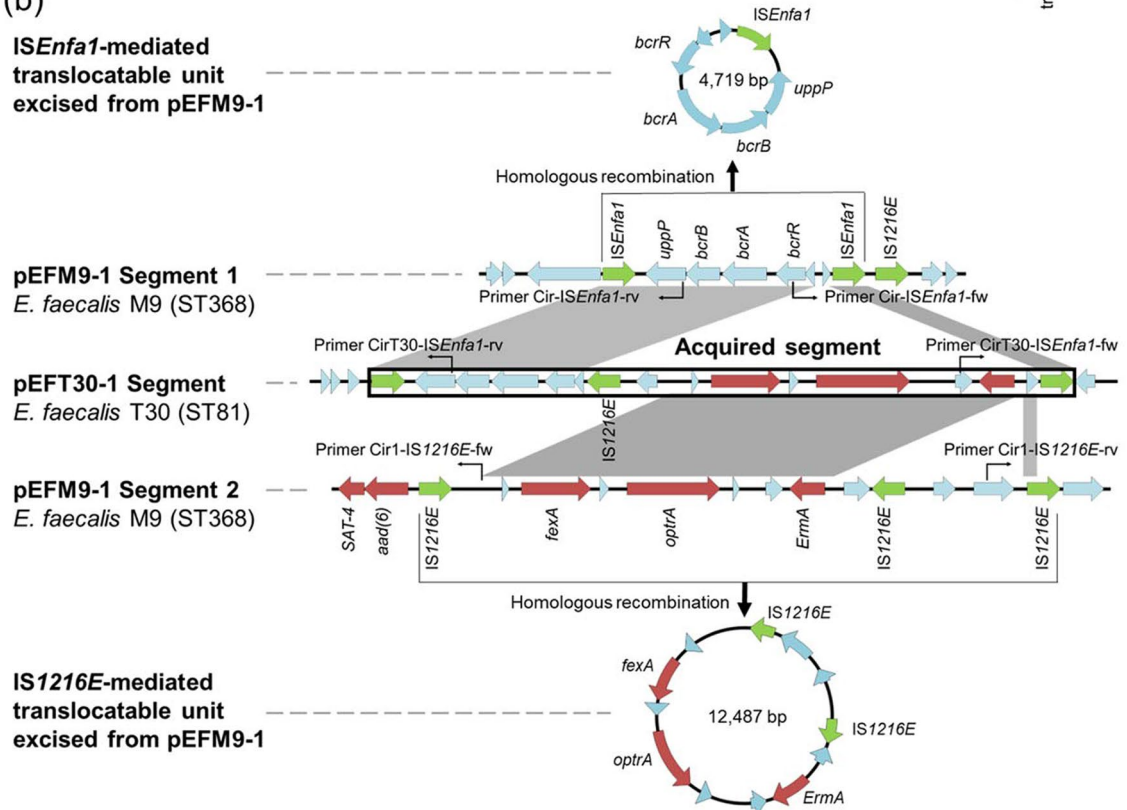 (b)
tr
ISEnfa1-mediated
translocatable unit
excised from pEFM9-1
ISEnfa1
bcrR
4,719 bp
uppP
bcrA
bcrB
Homologous recombination
ISEnfa1
uppP
bcrB
bcrA
bcrR
ISEnfa1
IS1216E
pEFM9-1 Segment 1
E. faecalis M9 (ST368)
Primer Cir-ISEnfa1-rv
Primer Cir-ISEnfa1-fw
Primer CirT30-ISEnfa1-rv
Acquired segment
Primer CirT30-ISEnfa1-fw
pEFT30-1 Segment
E. faecalis T30 (ST81)
IS1216E
Primer Cir1-IS1216E-fw
Primer Cir1-IS1216E-rv
pEFM9-1 Segment 2
E. faecalis M9 (ST368)
SAT-4
aad(6)
IS1216E
fexA
optrA
ErmA
IS1216E
IS1216E
Homologous recombination
IS1216E
fexA
IS1216E-mediated
translocatable unit
excised from pEFM9-1
12,487 bp
IS1216E
optrA
ErmA